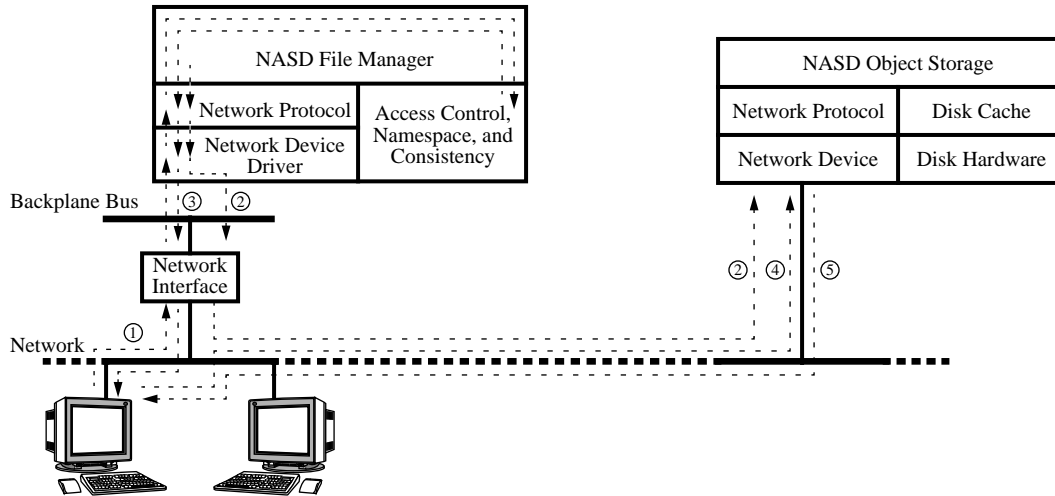 NASD File Manager
Network Protocol
Access Control,
Namespace, and
Consistency
Network Device
Driver
NASD Object Storage
Network Protocol
Disk Cache
Network Device
Disk Hardware
Backplane Bus
③
②
Network
Interface
②
④
⑤
①
Network